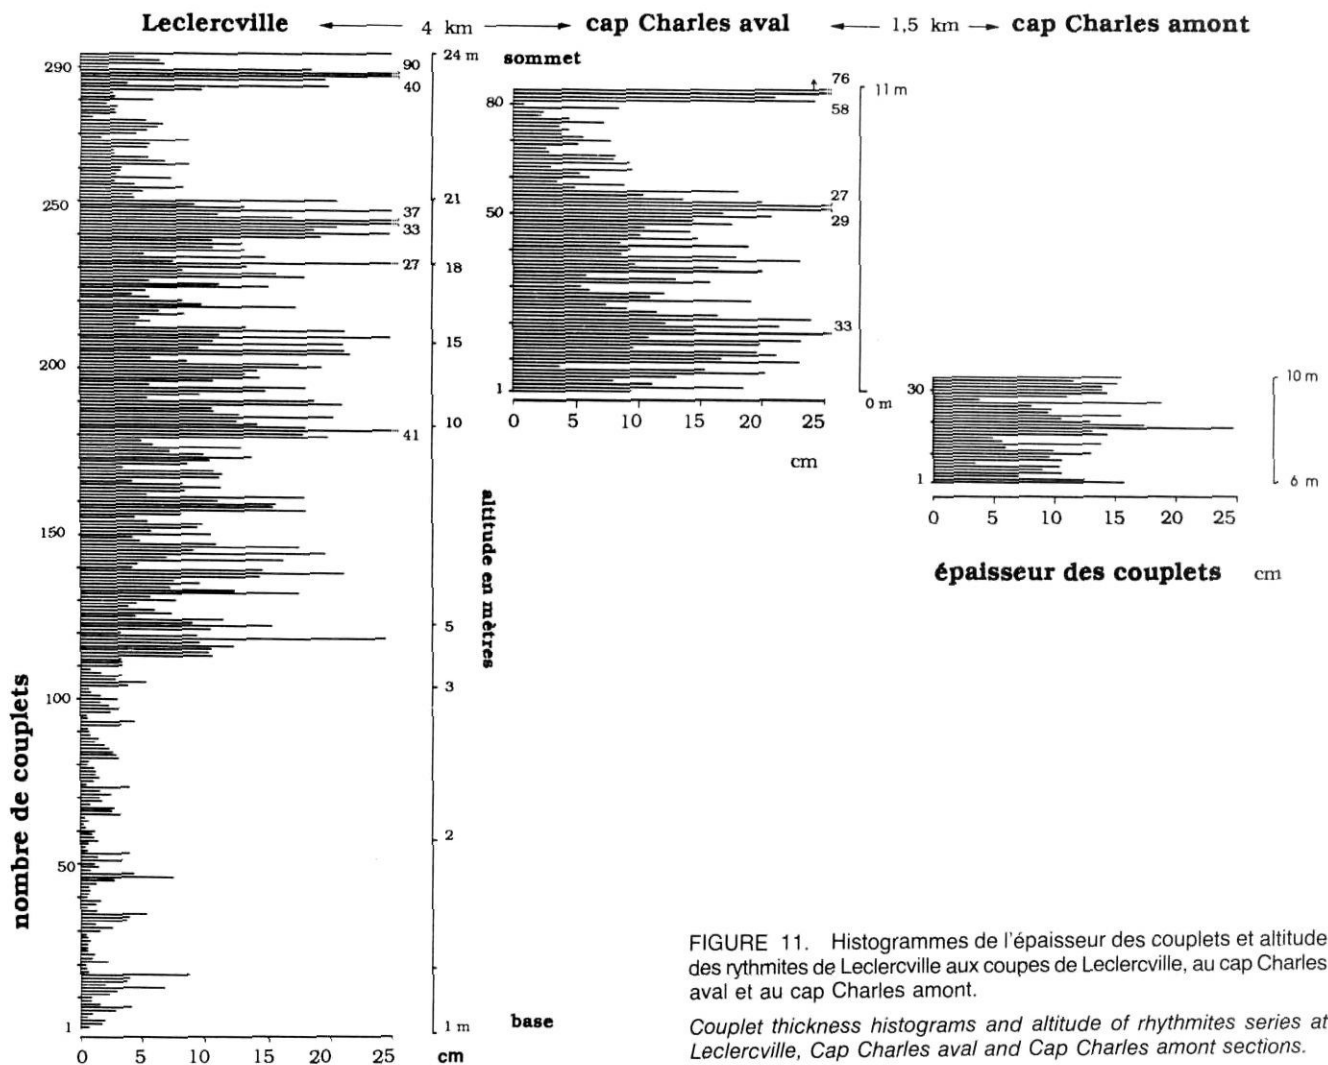 Leclercville 4 km cap Charles aval 1,5 km cap Charles amont
290
250
200
150
100
50
1
nombre de couplets
0 5 10 15 20 25
cm
90
40
37
33
27
41
24 m
21
18
15
10
5
3
2
1 m
altitude en mètres
sommet
base
80
50
1
0 5 10 15 20 25
cm
76
58
27
29
33
11 m
0 m
30
1
0 5 10 15 20 25
10 m
6 m
épaisseur des couplets cm
FIGURE 11. Histogrammes de l'épaisseur des couplets et altitude
des rythmites de Leclercville aux coupes de Leclercville, au cap Charles
aval et au cap Charles amont.
Couplet thickness histograms and altitude of rhythmites series at
Leclercville, Cap Charles aval and Cap Charles amont sections.